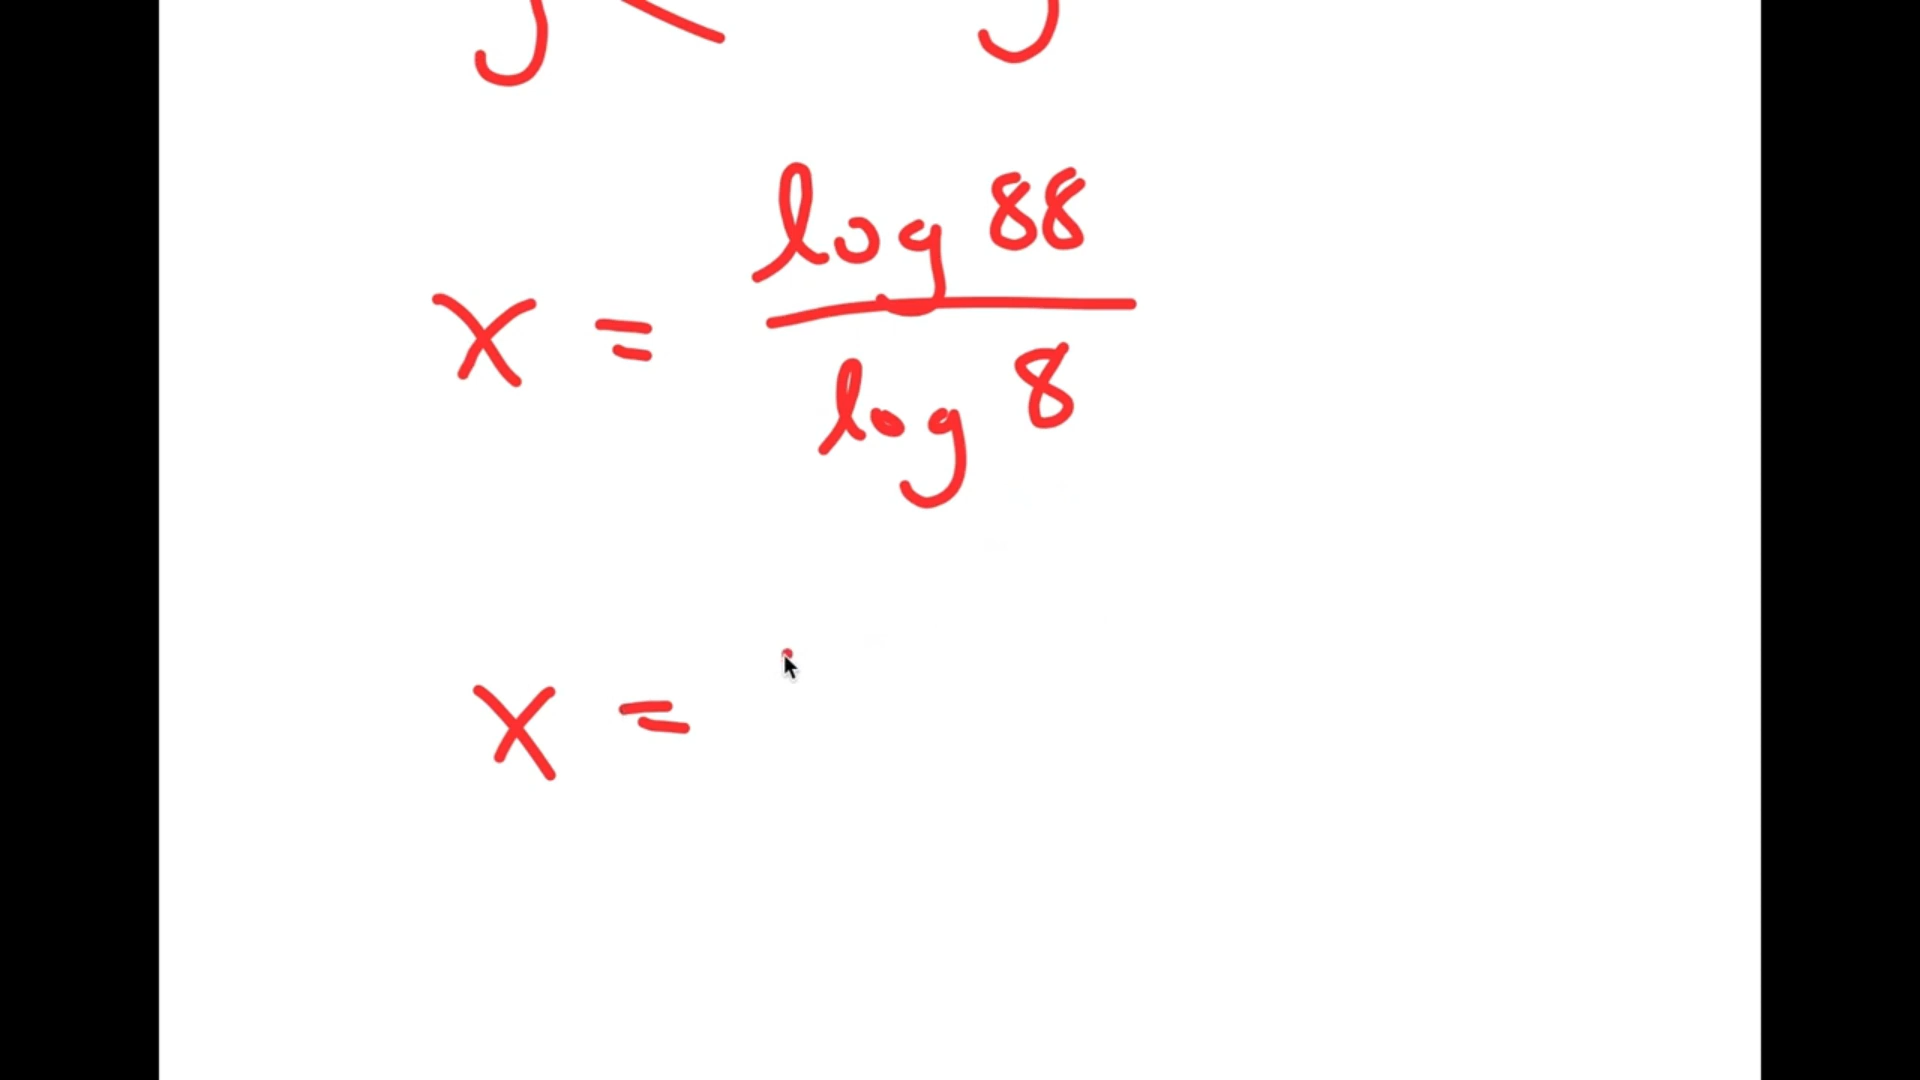 x = log 88 / log 8
x =